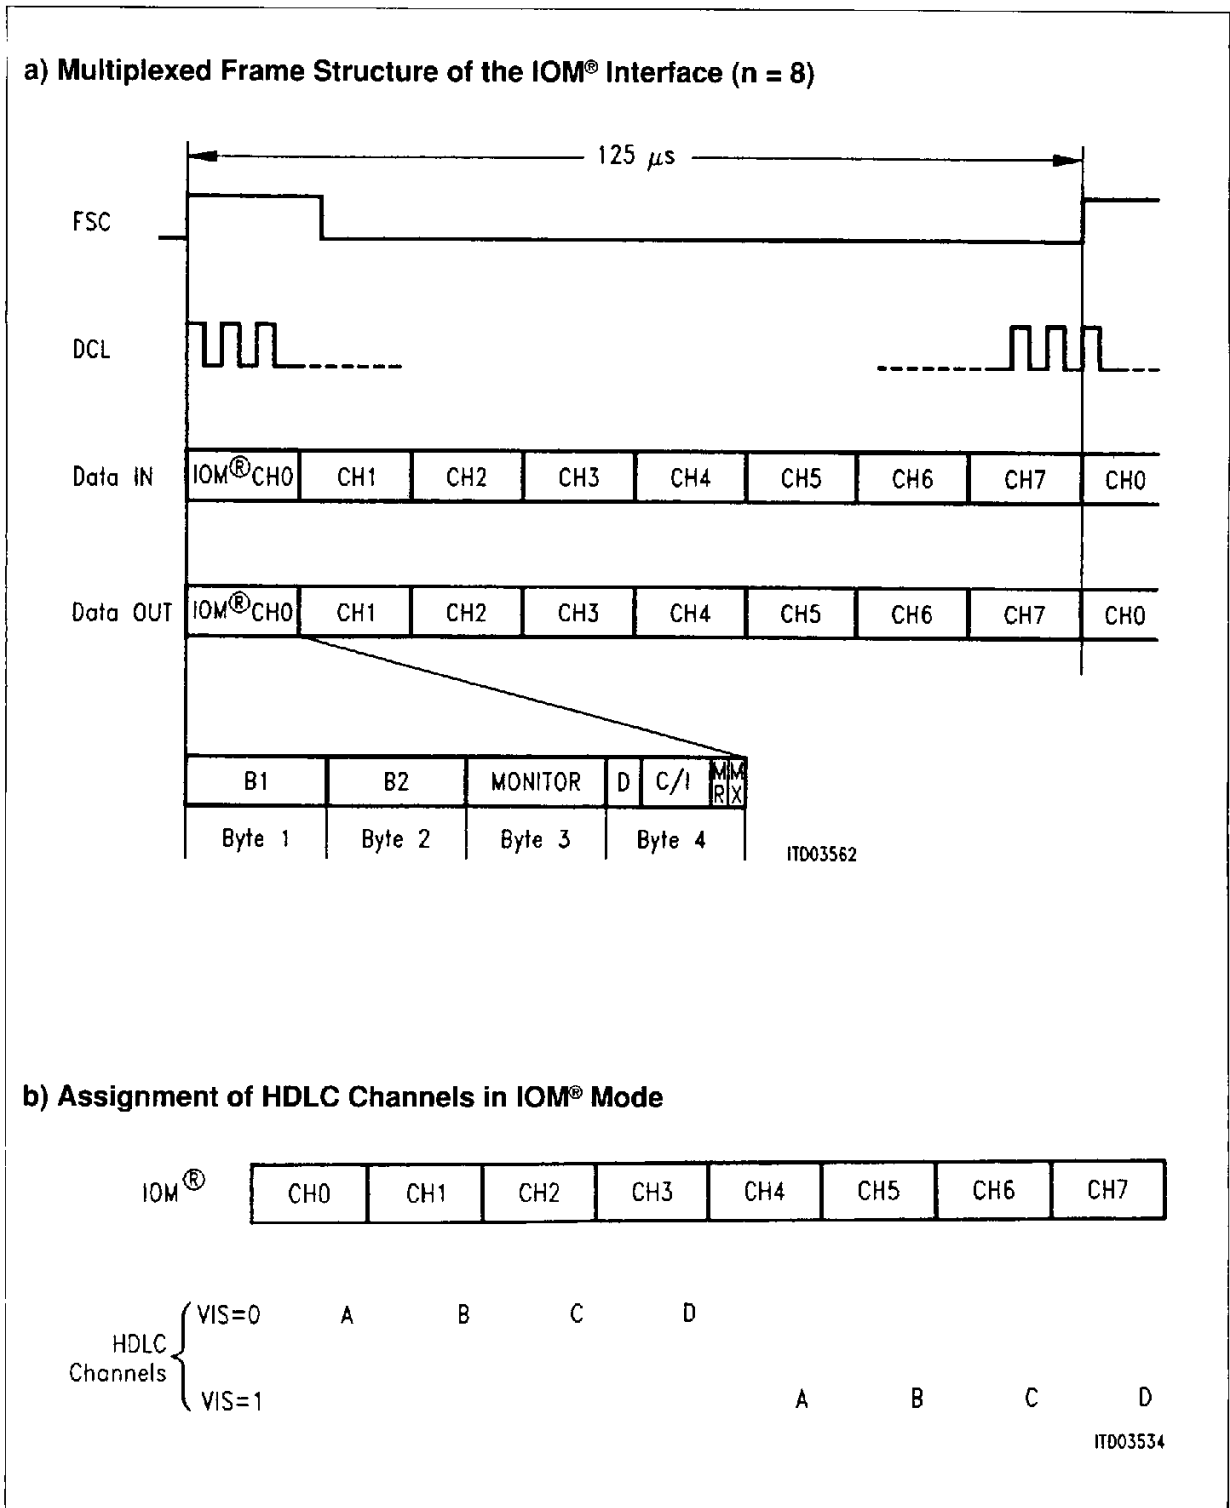 a) Multiplexed Frame Structure of the IOM® Interface (n = 8)
125 µs
FSC
DCL
Data IN IOM®CH0 CH1 CH2 CH3 CH4 CH5 CH6 CH7 CH0
Data OUT IOM®CH0 CH1 CH2 CH3 CH4 CH5 CH6 CH7 CH0
B1 B2 MONITOR D C/I MR MX
Byte 1 Byte 2 Byte 3 Byte 4
ITD03562
b) Assignment of HDLC Channels in IOM® Mode
IOM® CH0 CH1 CH2 CH3 CH4 CH5 CH6 CH7
HDLC Channels
VIS=0 A B C D
VIS=1 A B C D
ITD03534